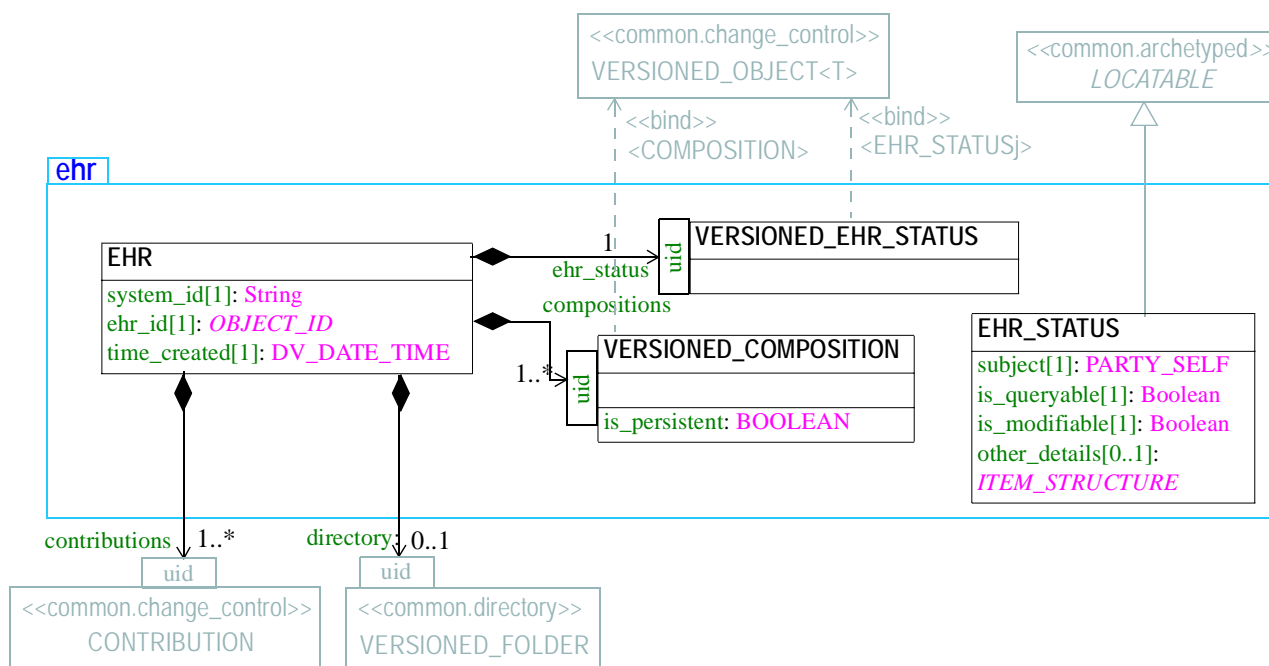 <<common.change_control>>
VERSIONED_OBJECT<T>
<<common.archetyped>>
LOCATABLE
<<bind>>
<COMPOSITION>
<<bind>>
<EHR_STATUSj>
ehr
EHR
system_id[1]: String
ehr_id[1]: OBJECT_ID
time_created[1]: DV_DATE_TIME
1
ehr_status
uid
VERSIONED_EHR_STATUS
compositions
1..*
uid
VERSIONED_COMPOSITION
is_persistent: BOOLEAN
EHR_STATUS
subject[1]: PARTY_SELF
is_queryable[1]: Boolean
is_modifiable[1]: Boolean
other_details[0..1]:
ITEM_STRUCTURE
contributions 1..*
directory: 0..1
uid
<<common.change_control>>
CONTRIBUTION
uid
<<common.directory>>
VERSIONED_FOLDER